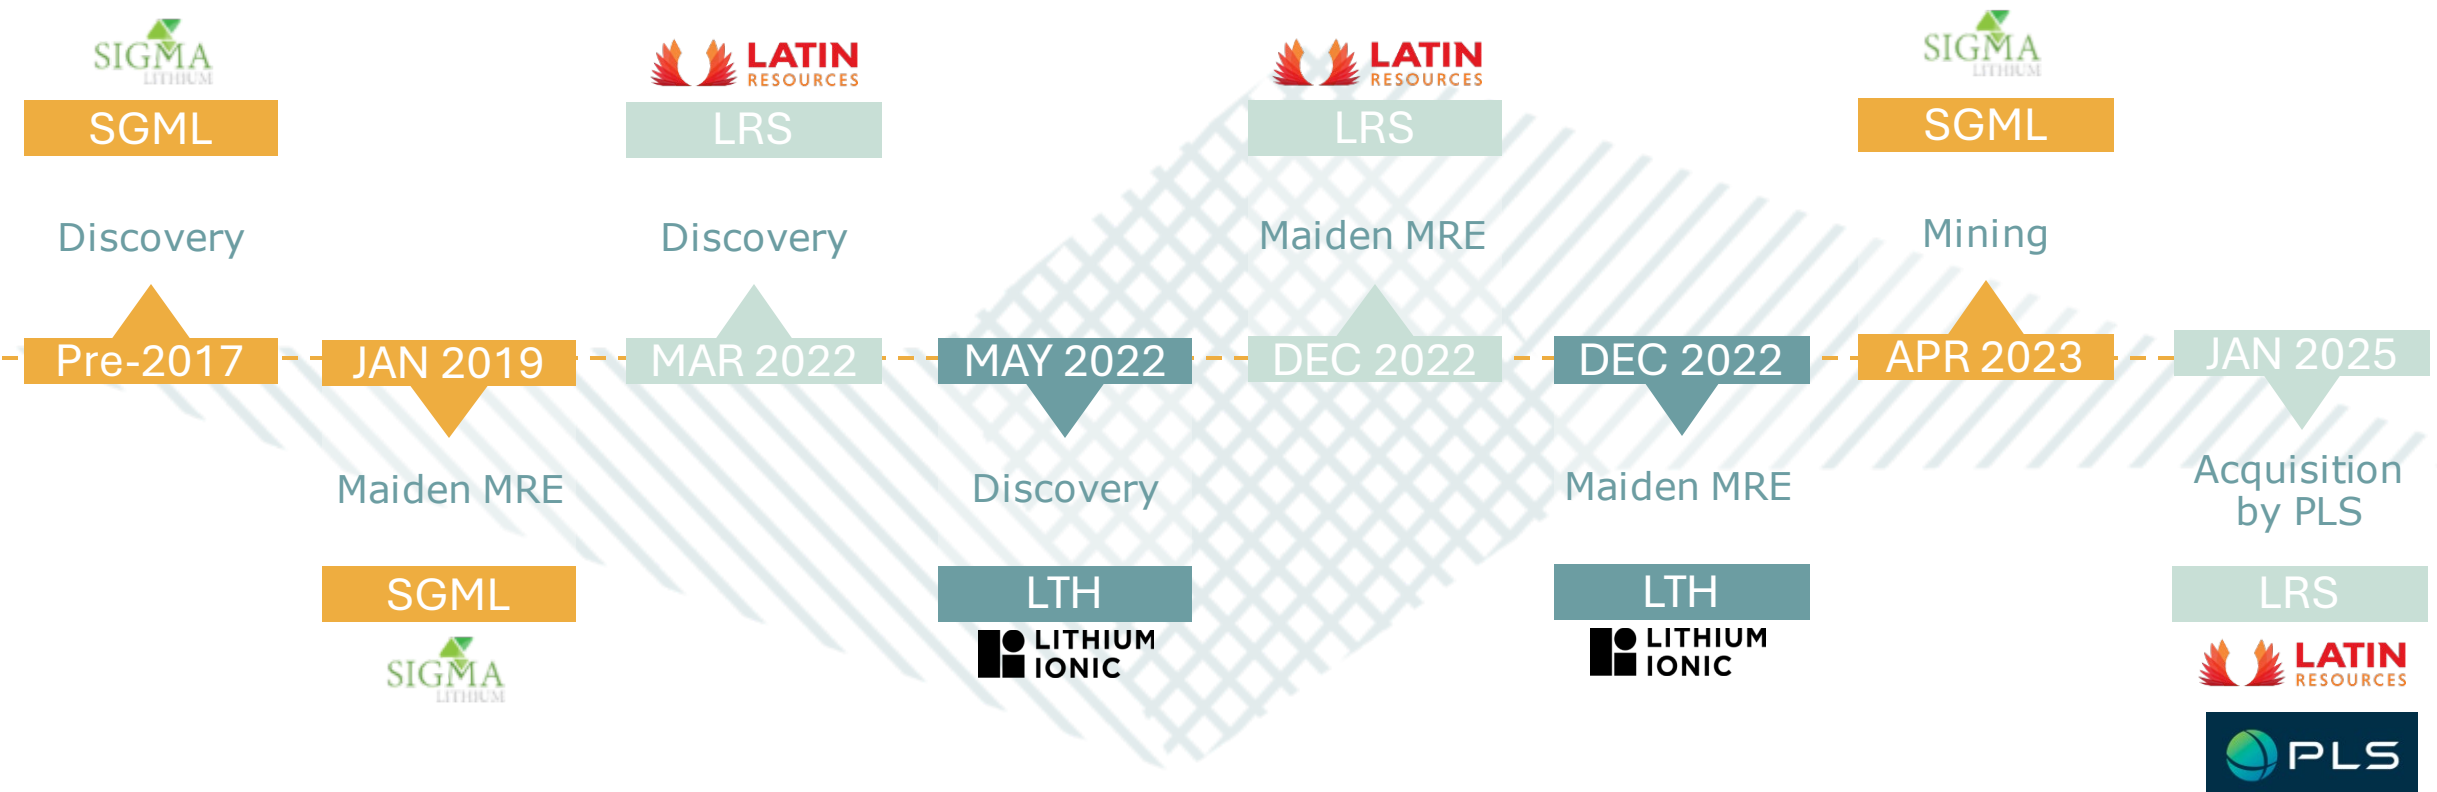 SIGMA
LITHIUM
SGML
Discovery
Pre-2017
JAN 2019
Maiden MRE
SGML
SIGMA
LITHIUM
LATIN
RESOURCES
LRS
Discovery
MAR 2022
MAY 2022
Discovery
LTH
LITHIUM
IONIC
LATIN
RESOURCES
LRS
Maiden MRE
DEC 2022
DEC 2022
Maiden MRE
LTH
LITHIUM
IONIC
SIGMA
LITHIUM
SGML
Mining
APR 2023
JAN 2025
Acquisition
by PLS
LRS
LATIN
RESOURCES
PLS